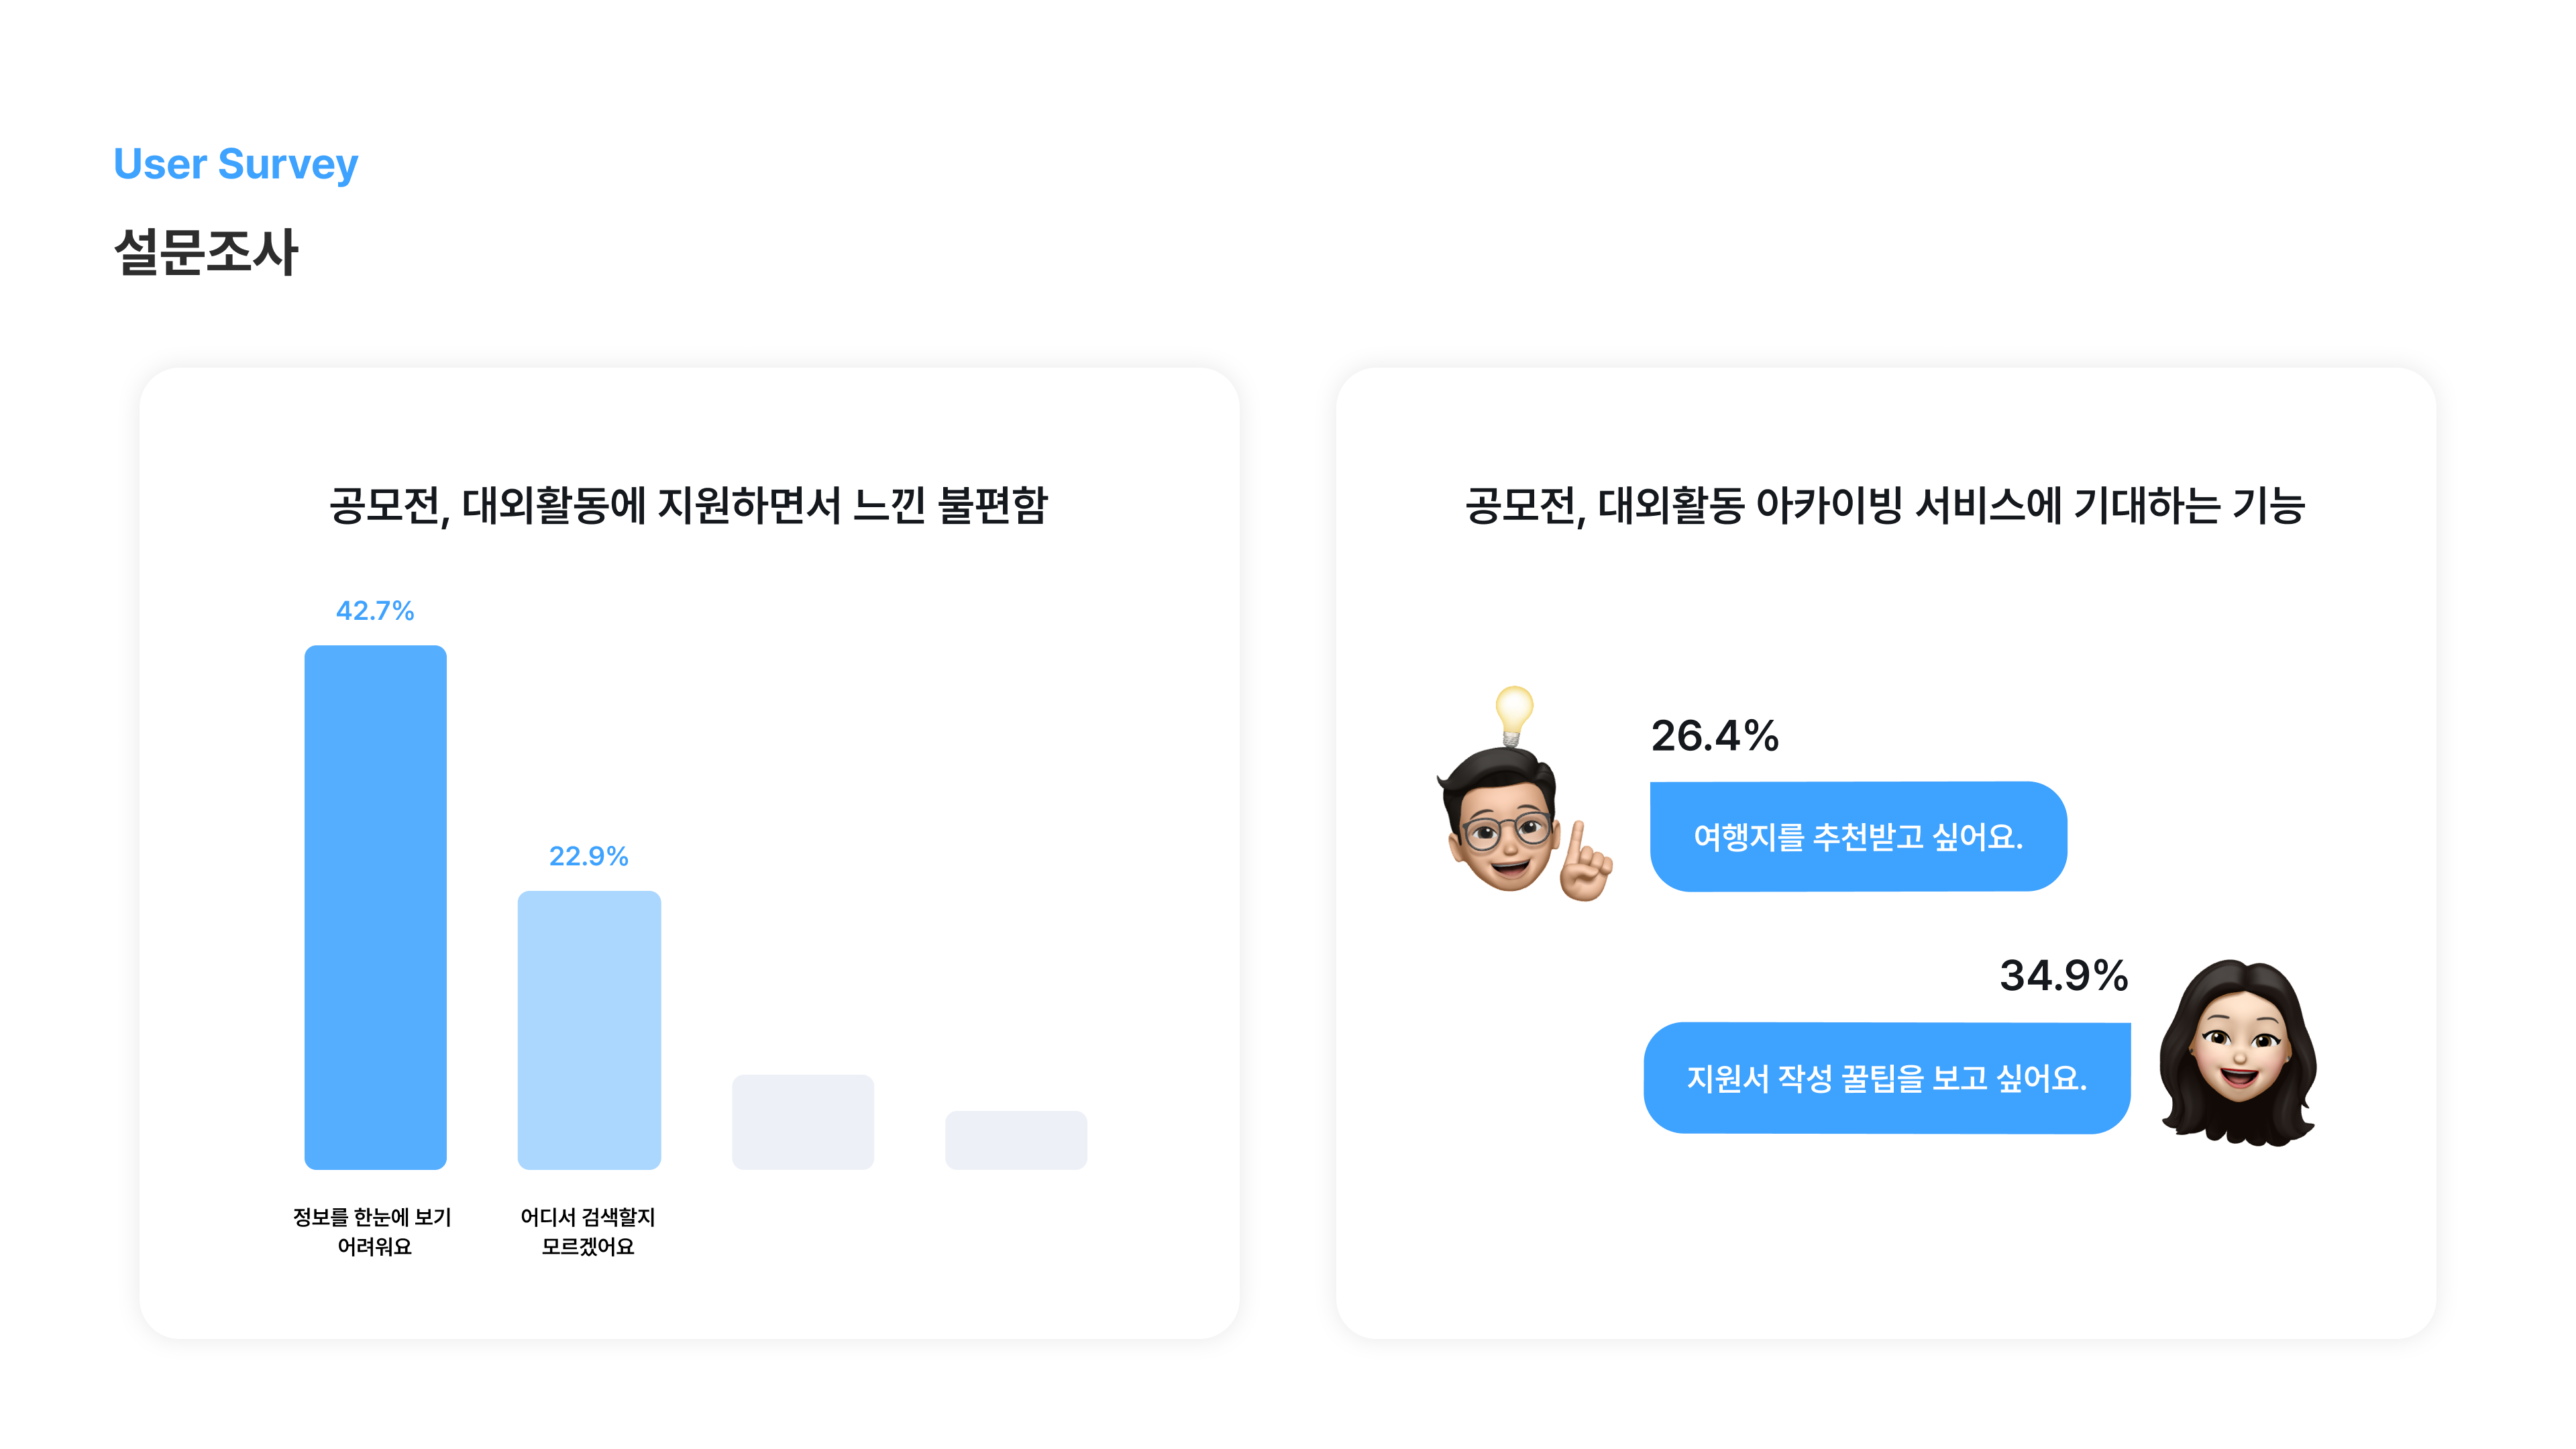 User Survey
설문조사
공모전, 대외활동에 지원하면서 느낀 불편함
42.7%
22.9%
정보를 한눈에 보기
어려워요
어디서 검색할지
모르겠어요
공모전, 대외활동 아카이빙 서비스에 기대하는 기능
26.4%
여행지를 추천받고 싶어요.
34.9%
지원서 작성 꿀팁을 보고 싶어요.